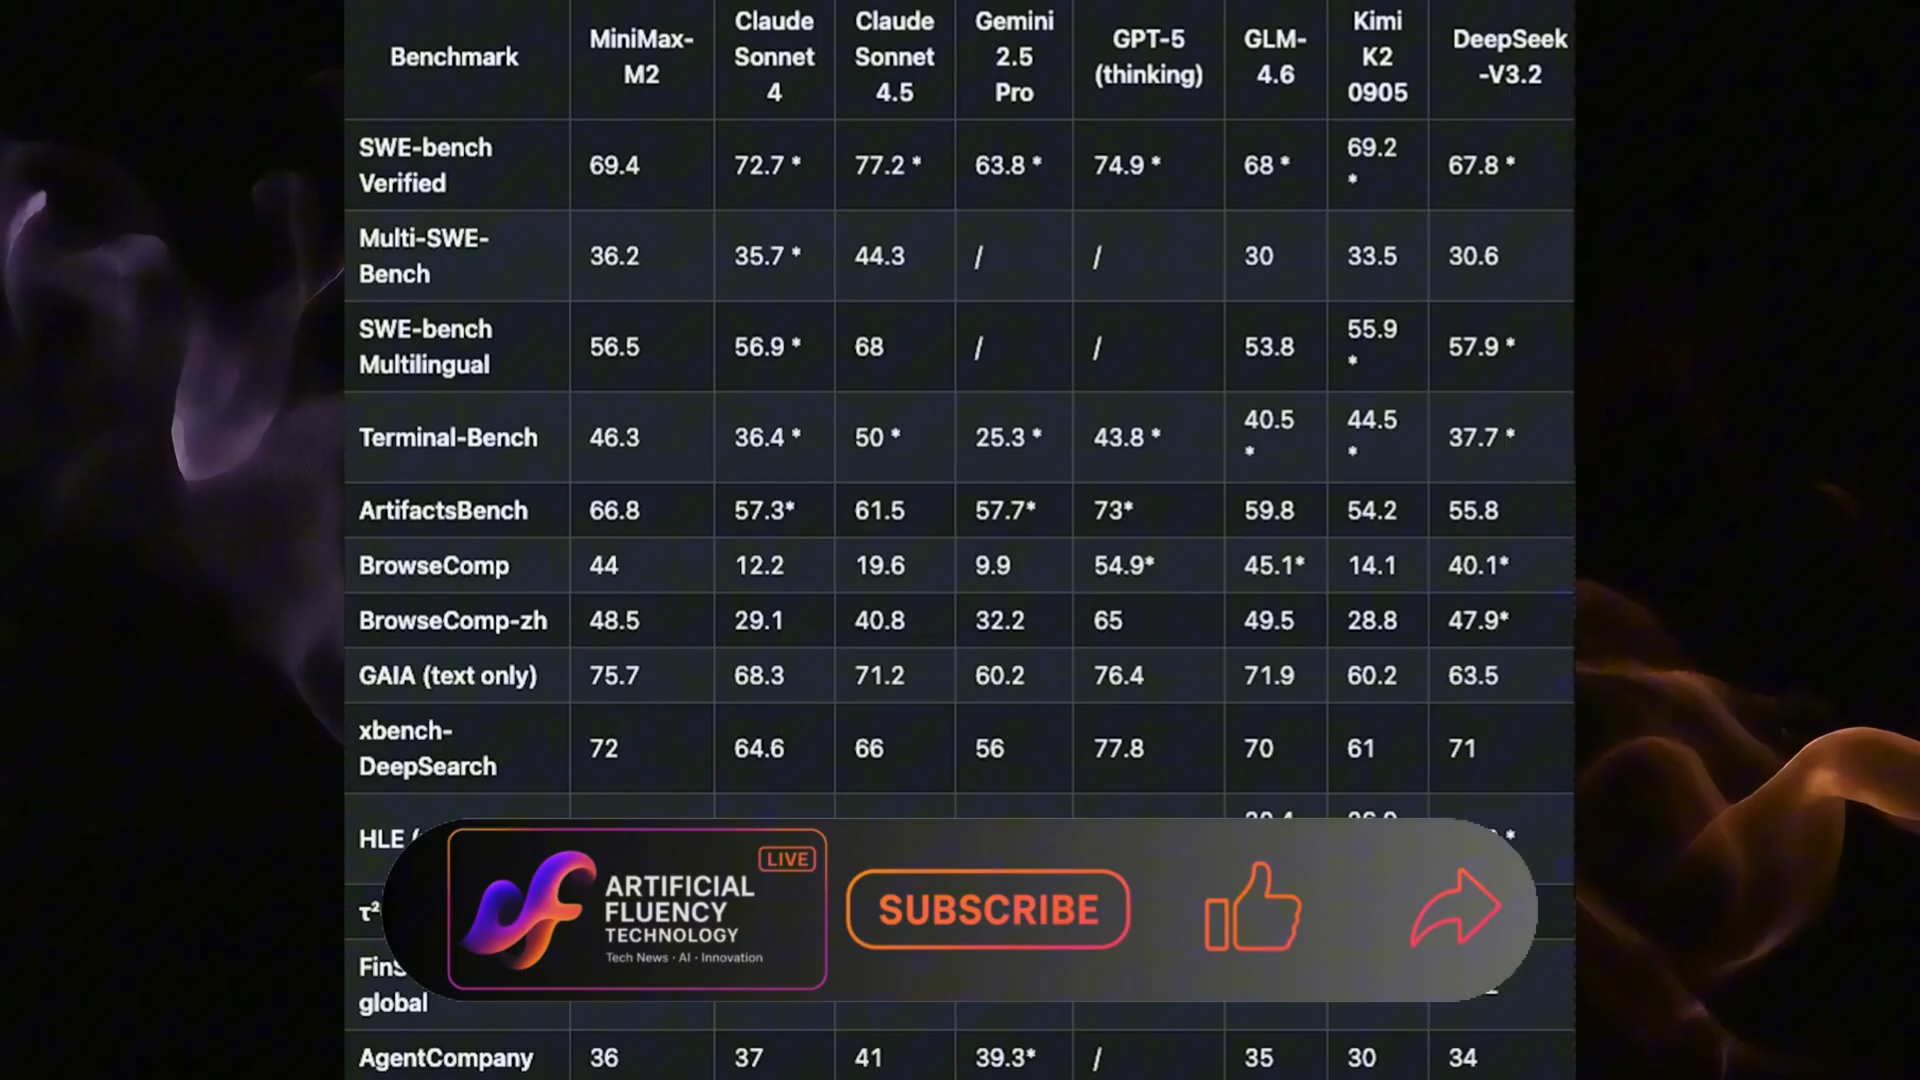 Benchmark MiniMax-M2 Claude Sonnet 4 Claude Sonnet 4.5 Gemini 2.5 Pro GPT-5 (thinking) GLM-4.6 Kimi K2 0905 DeepSeek-V3.2
SWE-bench Verified 69.4 72.7 * 77.2 * 63.8 * 74.9 * 68 * 69.2 * 67.8 *
Multi-SWE-Bench 36.2 35.7 * 44.3 / / 30 33.5 30.6
SWE-bench Multilingual 56.5 56.9 * 68 / / 53.8 55.9 * 57.9 *
Terminal-Bench 46.3 36.4 * 50 * 25.3 * 43.8 * 40.5 * 44.5 * 37.7 *
ArtifactsBench 66.8 57.3* 61.5 57.7* 73* 59.8 54.2 55.8
BrowseComp 44 12.2 19.6 9.9 54.9* 45.1* 14.1 40.1*
BrowseComp-zh 48.5 29.1 40.8 32.2 65 49.5 28.8 47.9*
GAIA (text only) 75.7 68.3 71.2 60.2 76.4 71.9 60.2 63.5
xbench-DeepSearch 72 64.6 66 56 77.8 70 61 71
HLE *
τ²
global
LIVE
ARTIFICIAL
FLUENCY
TECHNOLOGY
Tech News · AI · Innovation
SUBSCRIBE
AgentCompany 36 37 41 39.3* / 35 30 34